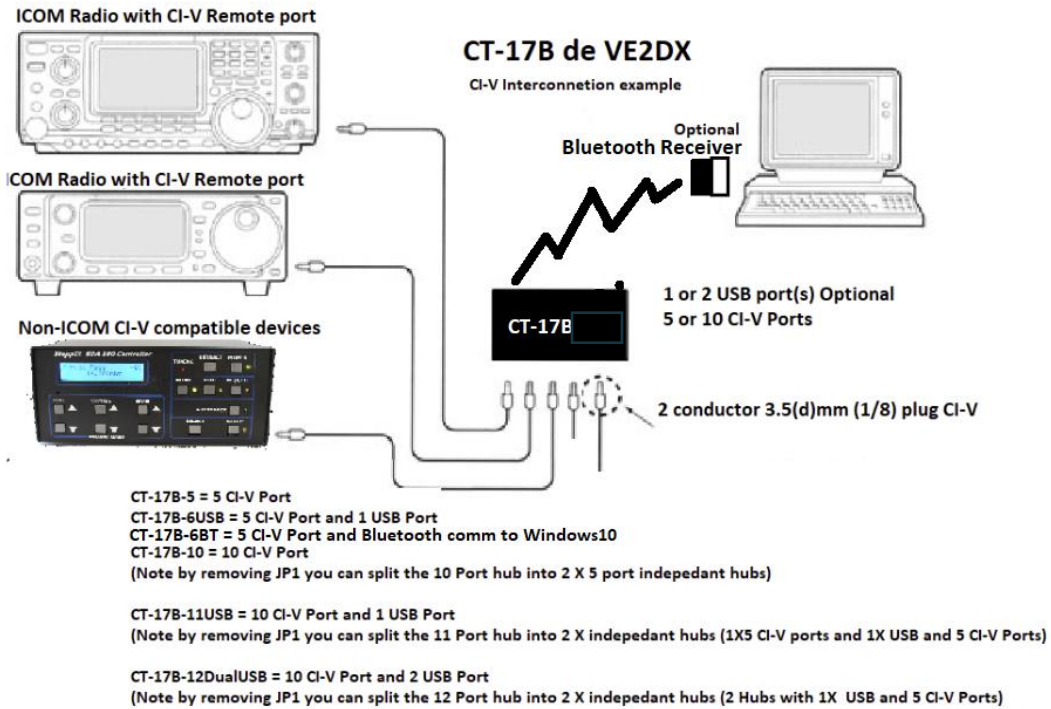 ICOM Radio with CI-V Remote port
CT-17B de VE2DX
CI-V Interconnetion example
Optional
Bluetooth Receiver
ICOM Radio with CI-V Remote port
1 or 2 USB port(s) Optional
5 or 10 CI-V Ports
CT-17B
Non-ICOM CI-V compatible devices
SteppIR SDA 100 Controller
2 conductor 3.5(d)mm (1/8) plug CI-V
CT-17B-5 = 5 CI-V Port
CT-17B-6USB = 5 CI-V Port and 1 USB Port
CT-17B-6BT = 5 CI-V Port and Bluetooth comm to Windows10
CT-17B-10 = 10 CI-V Port
(Note by removing JP1 you can split the 10 Port hub into 2 X 5 port indepedant hubs)
CT-17B-11USB = 10 CI-V Port and 1 USB Port
(Note by removing JP1 you can split the 11 Port hub into 2 X indepedant hubs (1X5 CI-V ports and 1X USB and 5 CI-V Ports)
CT-17B-12DualUSB = 10 CI-V Port and 2 USB Port
(Note by removing JP1 you can split the 12 Port hub into 2 X indepedant hubs (2 Hubs with 1X  USB and 5 CI-V Ports)